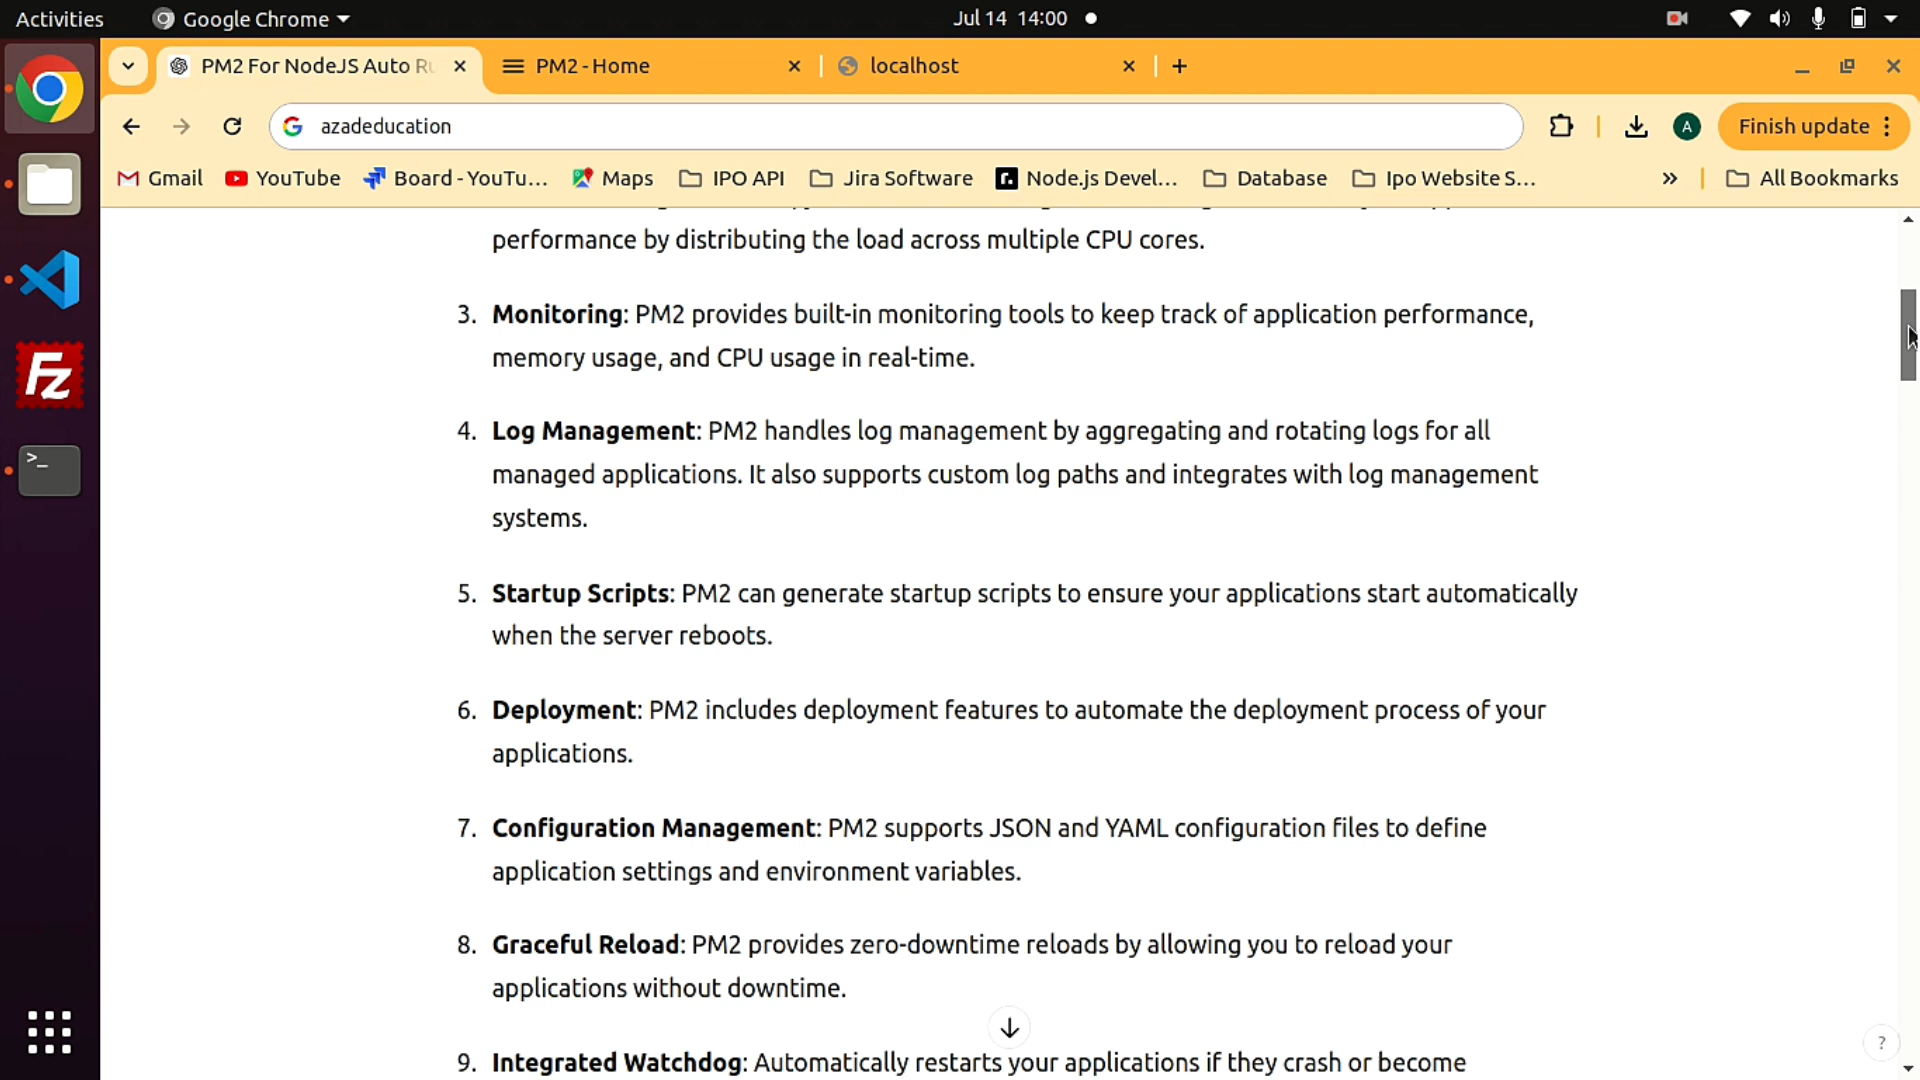 Activities
Google Chrome
Jul 14 14:00
PM2 For NodeJS Auto Ru
PM2 - Home
localhost
azadeducation
A
Finish update
Gmail
YouTube
Board - YouTu...
Maps
IPO API
Jira Software
Node.js Devel...
Database
Ipo Website S...
»
All Bookmarks
performance by distributing the load across multiple CPU cores.
3. Monitoring: PM2 provides built-in monitoring tools to keep track of application performance,
memory usage, and CPU usage in real-time.
4. Log Management: PM2 handles log management by aggregating and rotating logs for all
managed applications. It also supports custom log paths and integrates with log management
systems.
5. Startup Scripts: PM2 can generate startup scripts to ensure your applications start automatically
when the server reboots.
6. Deployment: PM2 includes deployment features to automate the deployment process of your
applications.
7. Configuration Management: PM2 supports JSON and YAML configuration files to define
application settings and environment variables.
8. Graceful Reload: PM2 provides zero-downtime reloads by allowing you to reload your
applications without downtime.
9. Integrated Watchdog: Automatically restarts your applications if they crash or become
?